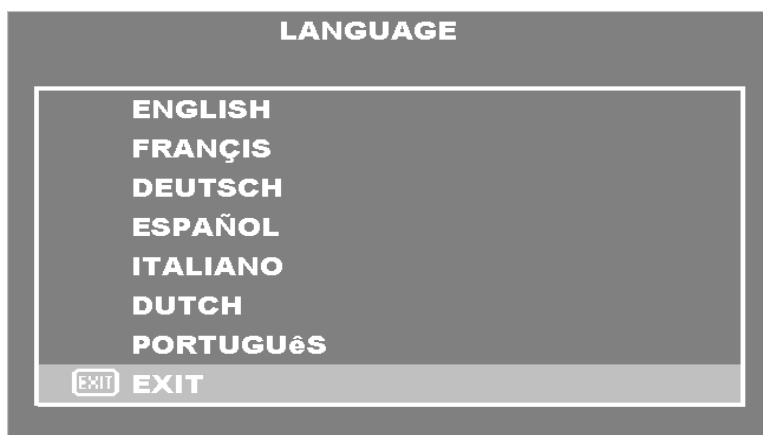 LANGUAGE
ENGLISH
FRANÇIS
DEUTSCH
ESPAÑOL
ITALIANO
DUTCH
PORTUGUêS
EXIT EXIT